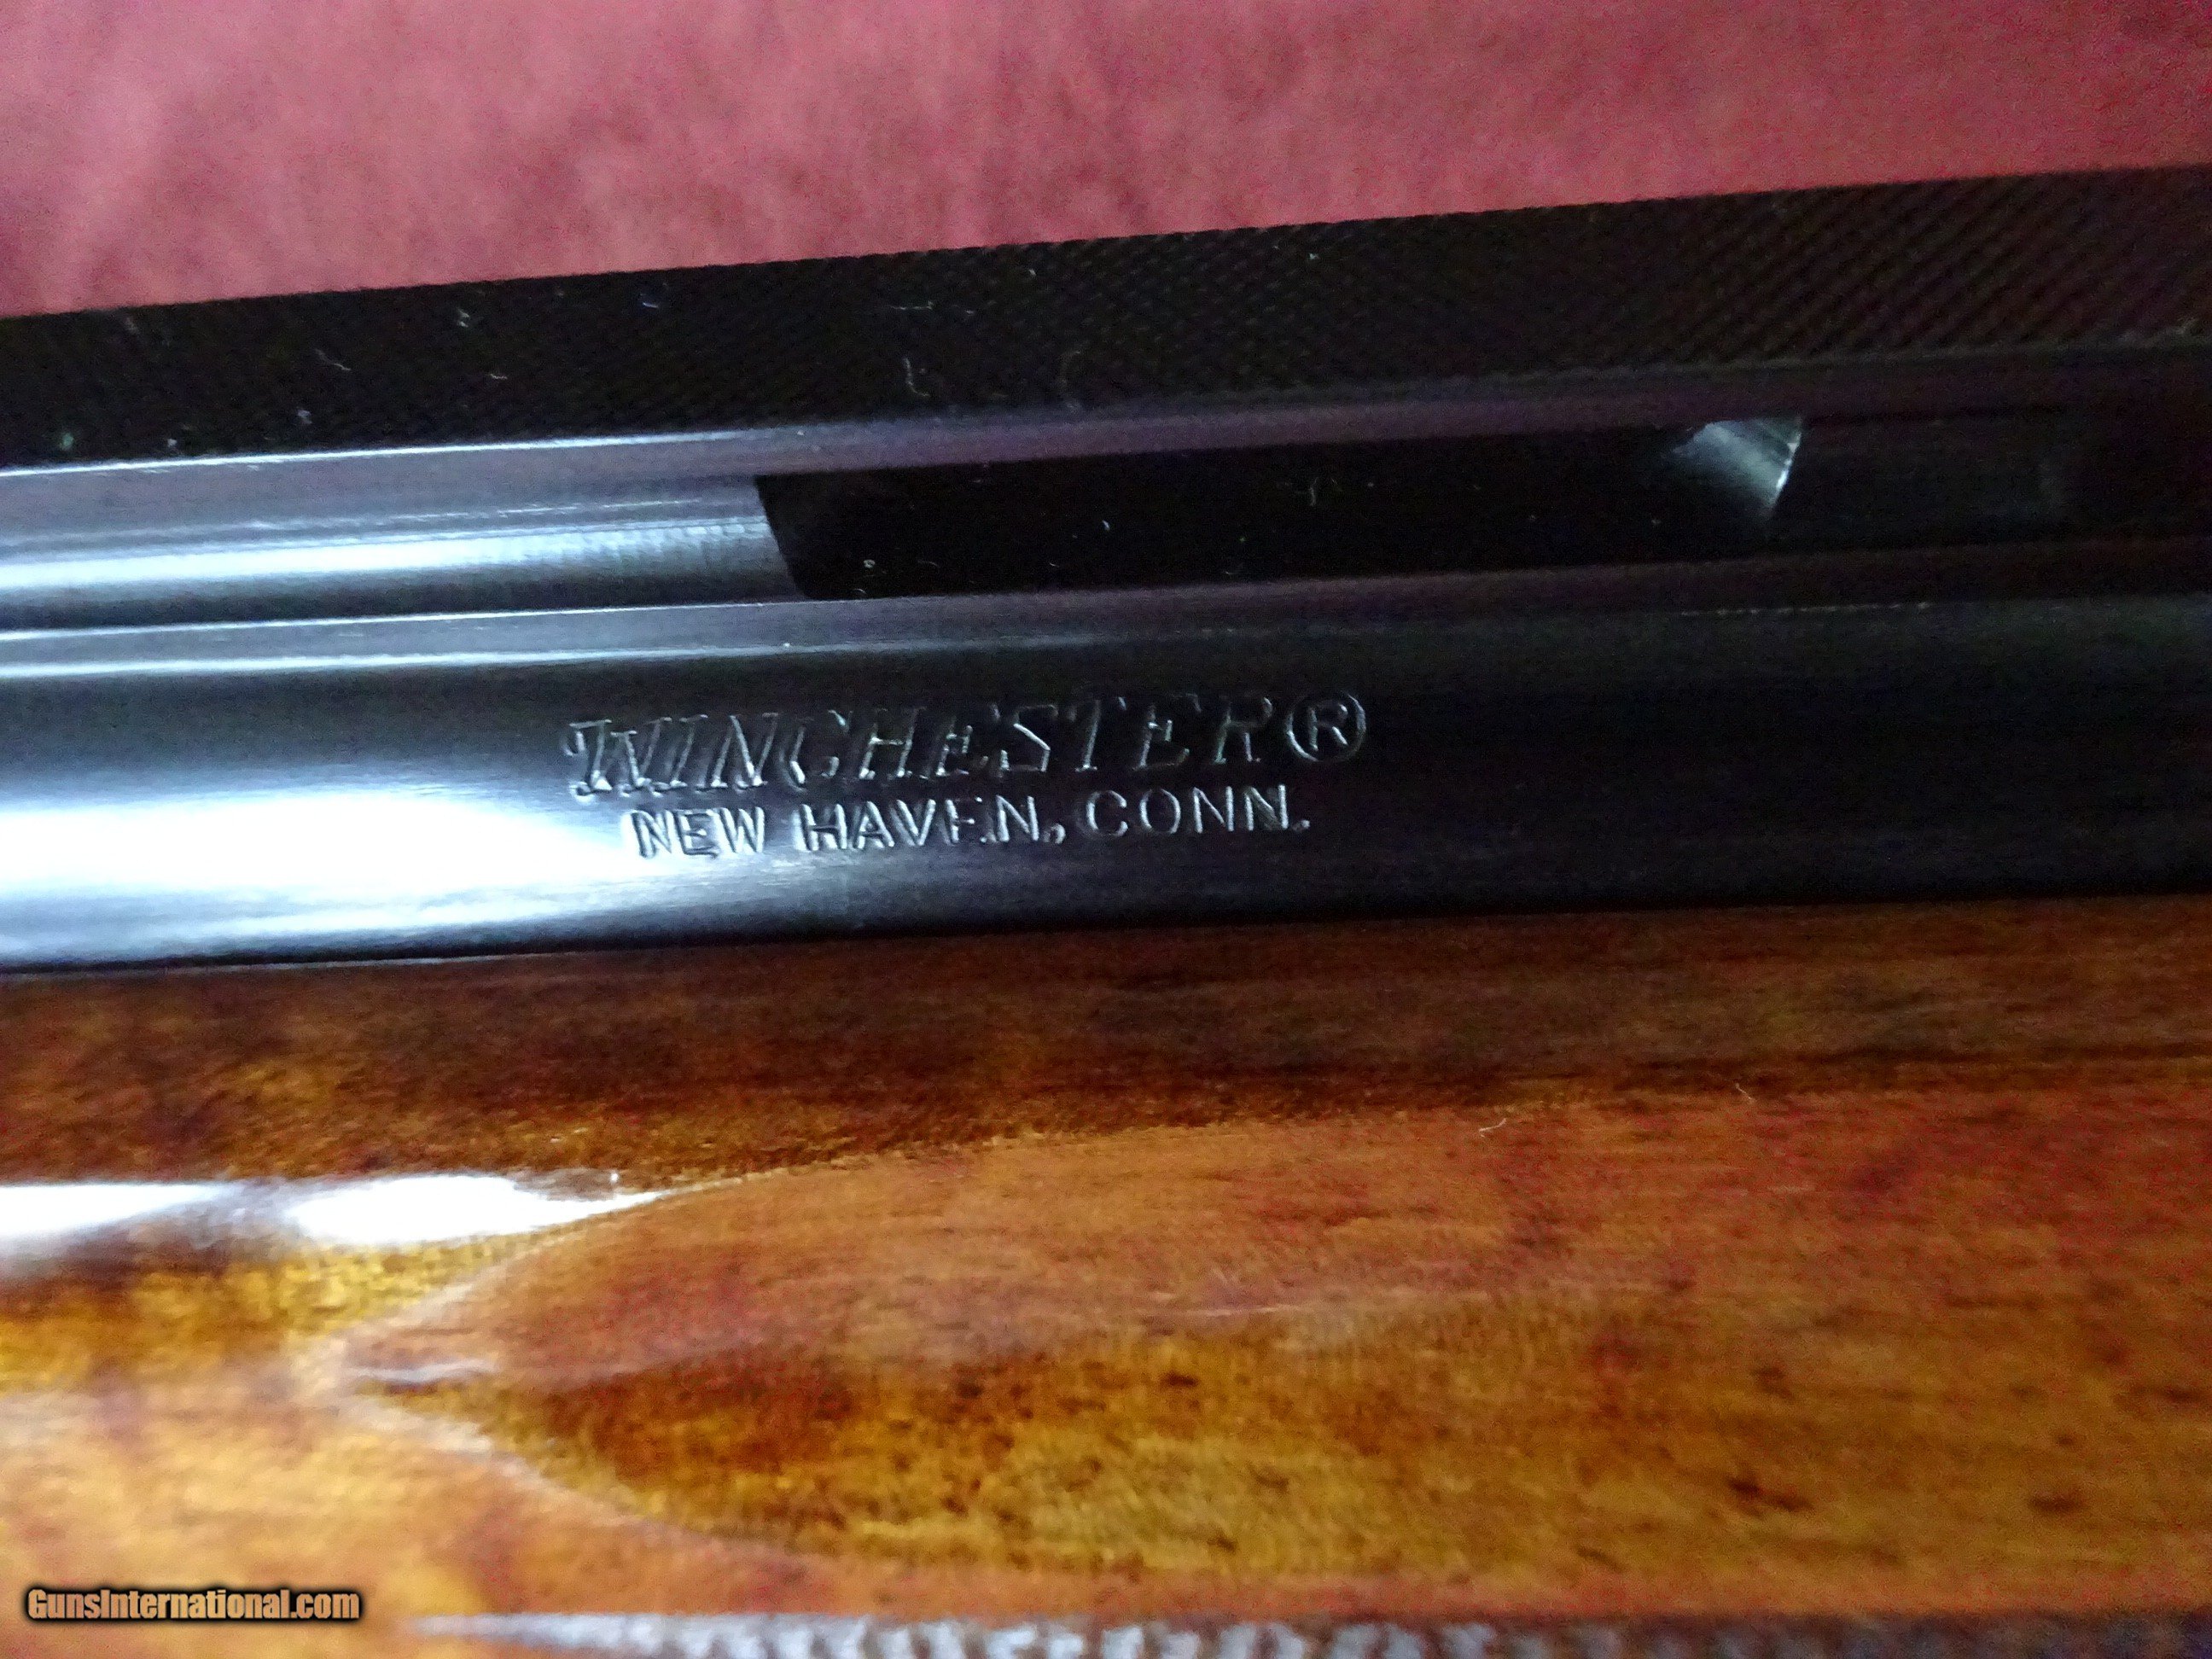 WINCHESTER®
NEW HAVEN, CONN.
GunsInternational.com